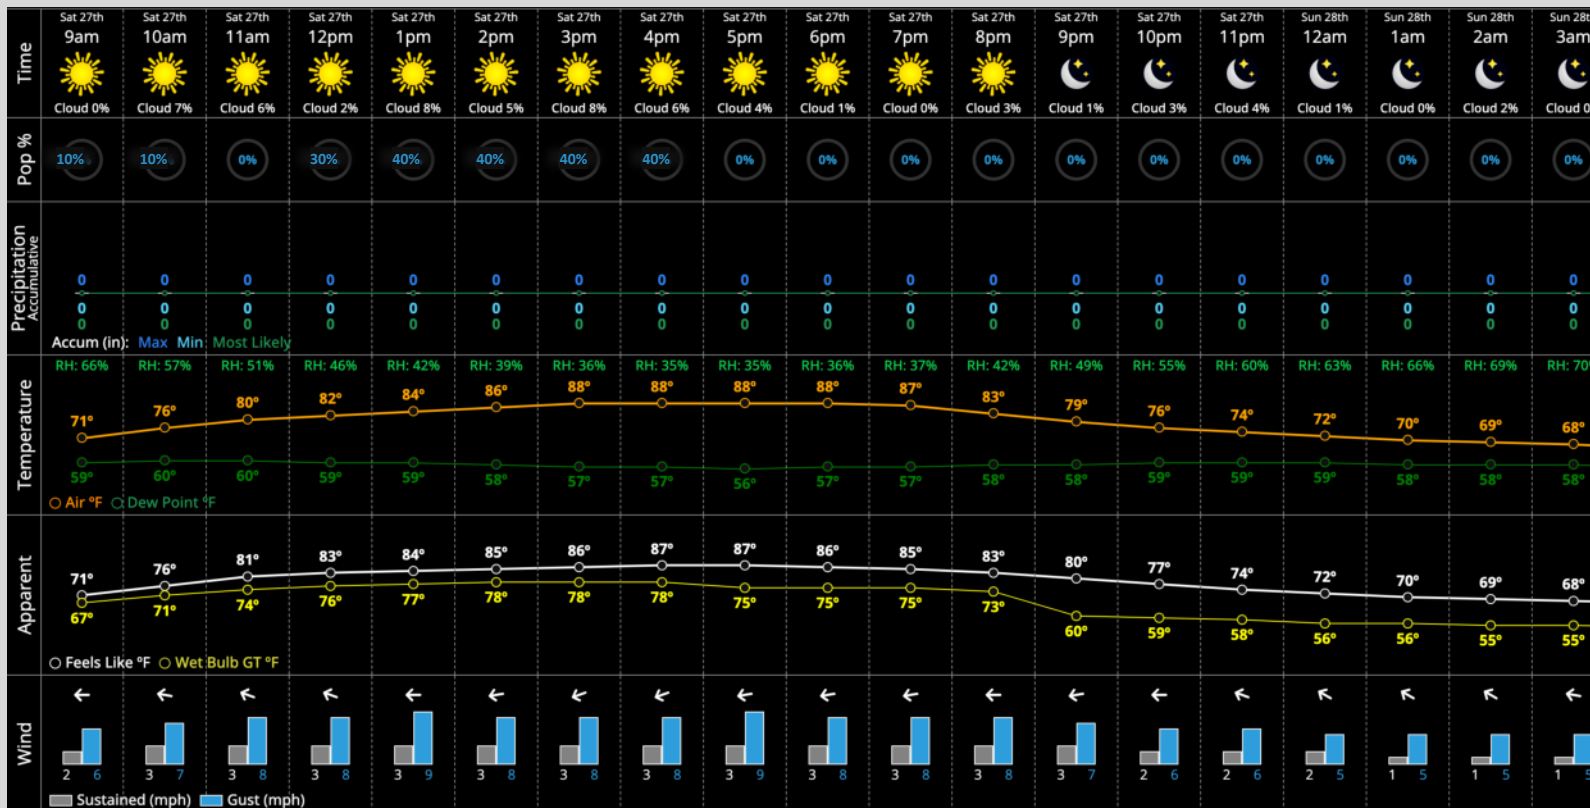 Sat 27th Sat 27th Sat 27th Sat 27th Sat 27th Sat 27th Sat 27th Sat 27th Sat 27th Sat 27th Sat 27th Sat 27th Sat 27th Sat 27th Sat 27th Sun 28th Sun 28th Sun 28th Sun 28th
Time 9am 10am 11am 12pm 1pm 2pm 3pm 4pm 5pm 6pm 7pm 8pm 9pm 10pm 11pm 12am 1am 2am 3am
Cloud 0% Cloud 7% Cloud 6% Cloud 2% Cloud 8% Cloud 5% Cloud 8% Cloud 6% Cloud 4% Cloud 1% Cloud 0% Cloud 3% Cloud 1% Cloud 3% Cloud 4% Cloud 1% Cloud 0% Cloud 2% Cloud 0
Pop % 10% 10% 0% 30% 40% 40% 40% 40% 0% 0% 0% 0% 0% 0% 0% 0% 0% 0% 0%
Precipitation
Accumulative
0 0 0 0 0 0 0 0 0 0 0 0 0 0 0 0 0 0 0
0 0 0 0 0 0 0 0 0 0 0 0 0 0 0 0 0 0 0
0 0 0 0 0 0 0 0 0 0 0 0 0 0 0 0 0 0 0
Accum (in): Max Min Most Likely
Temperature
RH: 66% RH: 57% RH: 51% RH: 46% RH: 42% RH: 39% RH: 36% RH: 35% RH: 35% RH: 36% RH: 37% RH: 42% RH: 49% RH: 55% RH: 60% RH: 63% RH: 66% RH: 69% RH: 70%
71° 76° 80° 82° 84° 86° 88° 88° 88° 88° 87° 83° 79° 76° 74° 72° 70° 69° 68°
59° 60° 60° 59° 59° 58° 57° 57° 56° 57° 57° 58° 58° 59° 59° 59° 58° 58° 58°
Air ºF Dew Point ºF
Apparent
71° 76° 81° 83° 84° 85° 86° 87° 87° 86° 85° 83° 80° 77° 74° 72° 70° 69° 68°
67° 71° 74° 76° 77° 78° 78° 78° 75° 75° 75° 73° 60° 59° 58° 56° 56° 55° 55°
Feels Like ºF Wet Bulb GT ºF
Wind
2 6 3 7 3 8 3 8 3 9 3 8 3 8 3 8 3 9 3 8 3 8 3 8 3 7 2 6 2 6 2 5 1 5 1 5 1 5
Sustained (mph) Gust (mph)